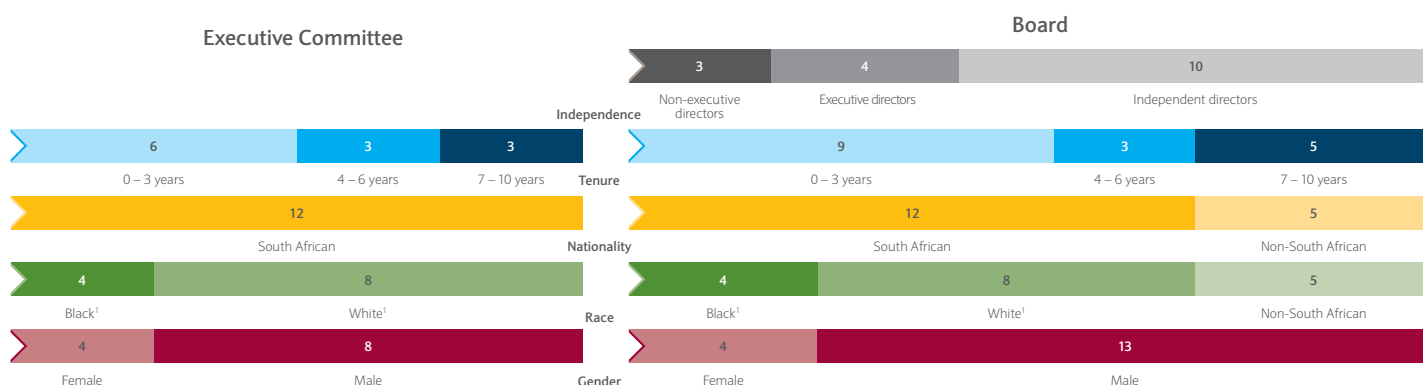 Executive Committee
Board
3 4 10
Non-executive directors Executive directors Independent directors
Independence
6 3 3 9 3 5
0 – 3 years 4 – 6 years 7 – 10 years Tenure 0 – 3 years 4 – 6 years 7 – 10 years
12 12 5
South African Nationality South African Non-South African
4 8 4 8 5
Black¹ White¹ Race Black¹ White¹ Non-South African
4 8 4 13
Female Male Gender Female Male